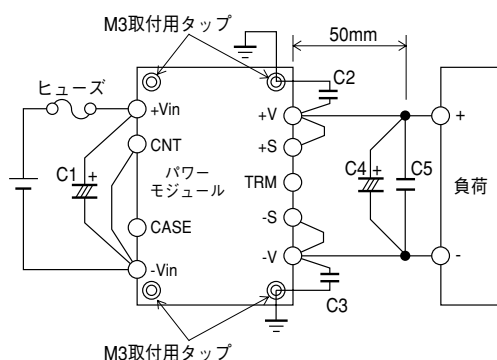 M3取付用タップ
50mm
ヒューズ
C2
+Vin
+V
+
CNT
+S
C1
+
パワー
モジュール
TRM
C4
+
C5
負荷
CASE
-S
-Vin
-V
-
C3
M3取付用タップ